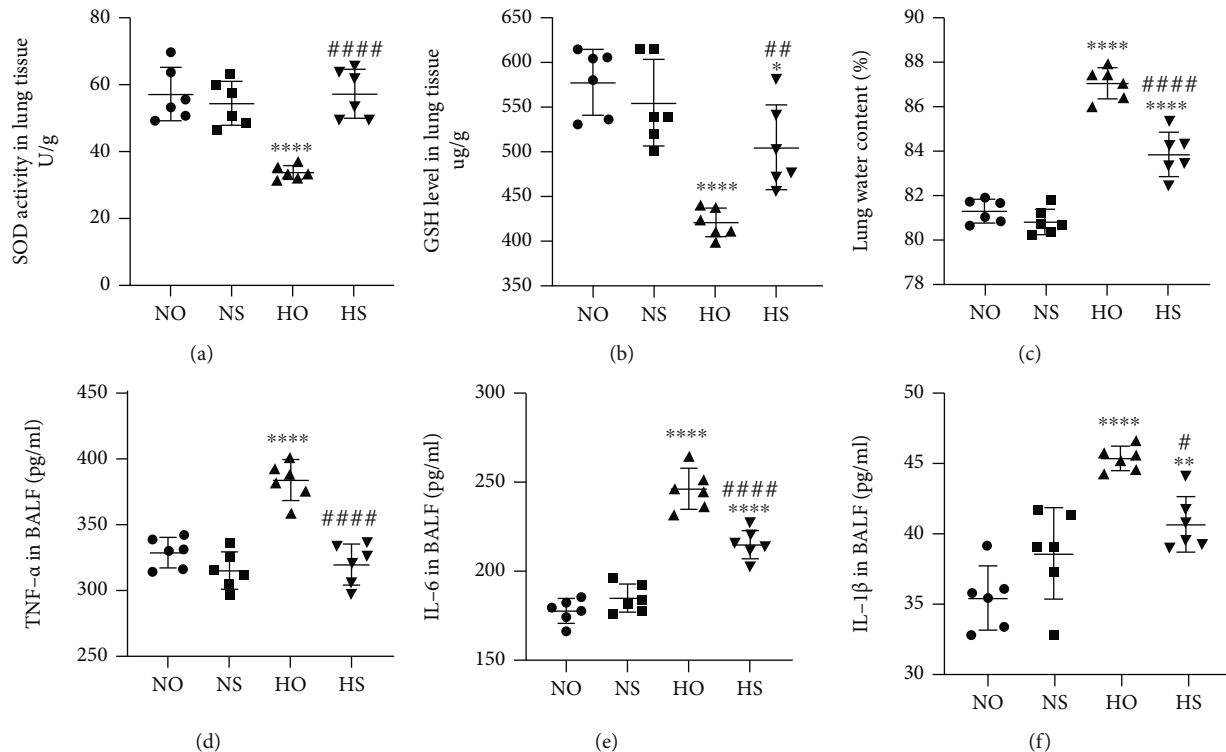 SOD activity in lung tissue
U/g
80
60
40
20
0
****
####
NO NS HO HS
(a)
GSH level in lung tissue
ug/g
650
600
550
500
450
400
350
****
##
*
NO NS HO HS
(b)
Lung water content (%)
90
88
86
84
82
80
78
****
####
****
NO NS HO HS
(c)
TNF−α in BALF (pg/ml)
450
400
350
300
250
****
####
NO NS HO HS
(d)
IL−6 in BALF (pg/ml)
300
250
200
150
****
####
****
NO NS HO HS
(e)
IL−1β in BALF (pg/ml)
50
45
40
35
30
****
#
**
NO NS HO HS
(f)